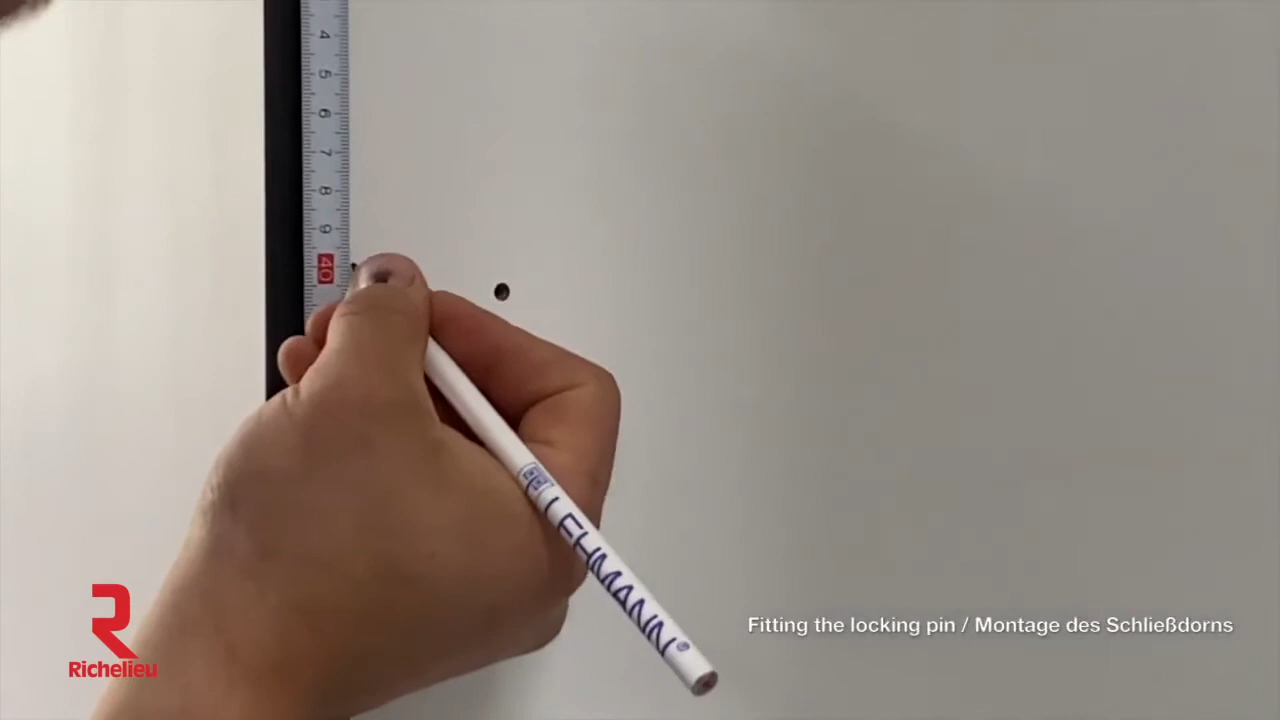 4
5
6
7
8
9
40
LEHMANN®
Fitting the locking pin / Montage des Schließdorns
Richelieu